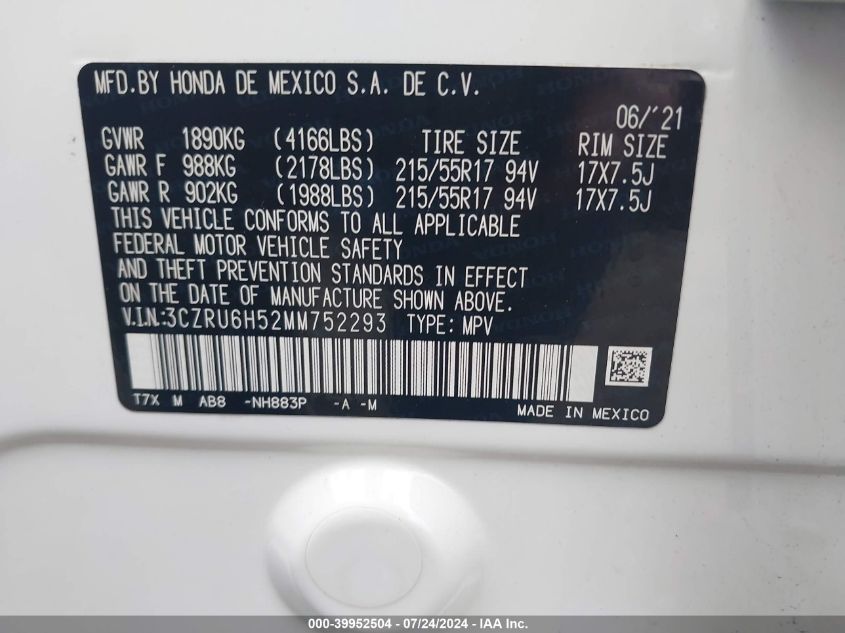 MFD.BY HONDA DE MEXICO S.A. DE C.V.
06/'21
GVWR 1890KG (4166LBS) TIRE SIZE RIM SIZE
GAWR F 988KG (2178LBS) 215/55R17 94V 17X7.5J
GAWR R 902KG (1988LBS) 215/55R17 94V 17X7.5J
THIS VEHICLE CONFORMS TO ALL APPLICABLE
FEDERAL MOTOR VEHICLE SAFETY
AND THEFT PREVENTION STANDARDS IN EFFECT
ON THE DATE OF MANUFACTURE SHOWN ABOVE.
V.I.N.:3CZRU6H52MM752293 TYPE: MPV
T7X M AB8 -NH883P -A -M
MADE IN MEXICO
000-39952504 - 07/24/2024 - IAAI.com